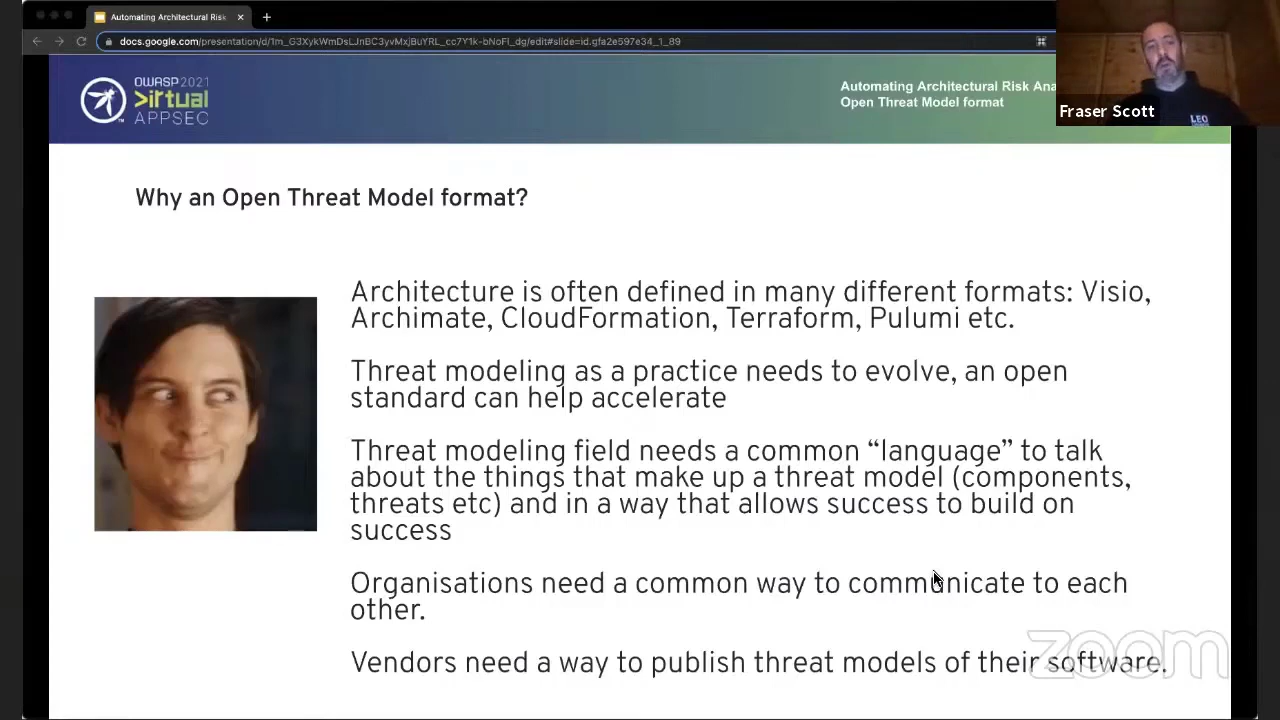 Automating Architectural Risk
docs.google.com/presentation/d/1m_G3XykWmDsLJnBC3yvMxjBuYRL_cc7Y1k-bNoFl_dg/edit#slide=id.gfa2e597e34_1_89
OWASP 2021
>irtual
APPSEC
Automating Architectural Risk Ana
Open Threat Model format
LEO
Fraser Scott
Why an Open Threat Model format?
Architecture is often defined in many different formats: Visio,
Archimate, CloudFormation, Terraform, Pulumi etc.
Threat modeling as a practice needs to evolve, an open
standard can help accelerate
Threat modeling field needs a common “language” to talk
about the things that make up a threat model (components,
threats etc) and in a way that allows success to build on
success
Organisations need a common way to communicate to each
other.
Vendors need a way to publish threat models of their software.
zoom